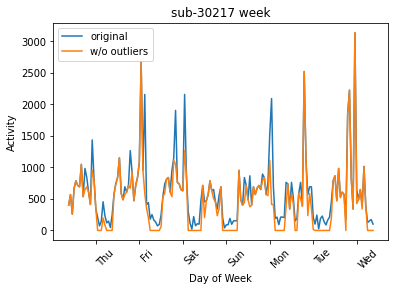 sub-30217 week
original
w/o outliers
Activity
3000
2500
2000
1500
1000
500
0
Thu
Fri
Sat
Sun
Mon
Tue
Wed
Day of Week